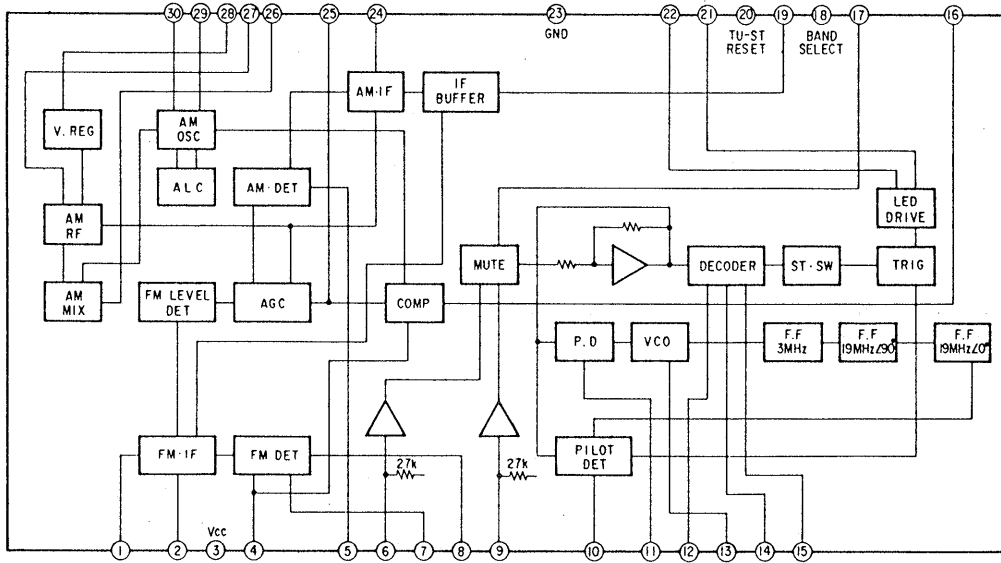 30 29 28 27 26 25 24 23 22 21 20 19 18 17 16
GND
TU-ST
RESET
BAND
SELECT
AM·IF
IF
BUFFER
V. REG
AM
OSC
ALC
AM·DET
LED
DRIVE
AM
RF
MUTE
DECODER
ST·SW
TRIG
AM
MIX
FM LEVEL
DET
AGC
COMP
P.D
VCO
F.F
3MHz
F.F
19MHz∠90°
F.F
19MHz∠0°
FM·IF
FM DET
27k
27k
PILOT
DET
Vcc
1 2 3 4 5 6 7 8 9 10 11 12 13 14 15